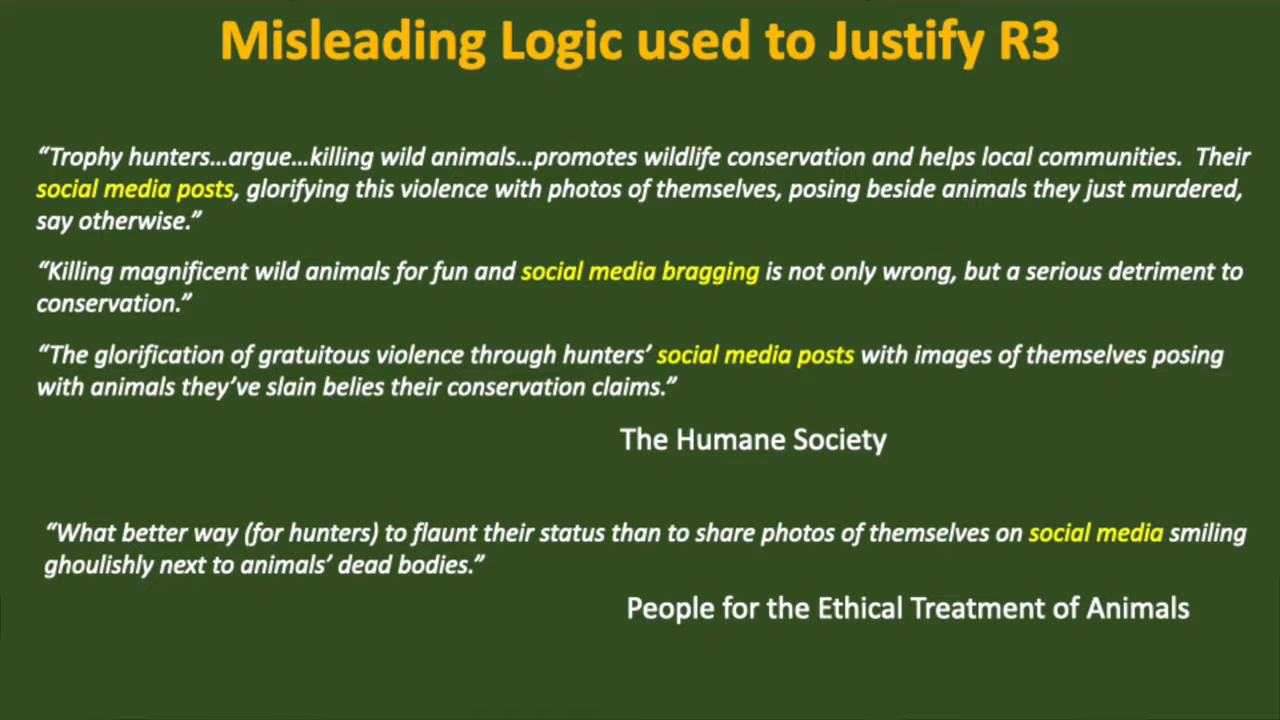 Misleading Logic used to Justify R3
“Trophy hunters…argue…killing wild animals…promotes wildlife conservation and helps local communities.  Their
social media posts, glorifying this violence with photos of themselves, posing beside animals they just murdered,
say otherwise.”
“Killing magnificent wild animals for fun and social media bragging is not only wrong, but a serious detriment to
conservation.”
“The glorification of gratuitous violence through hunters’ social media posts with images of themselves posing
with animals they’ve slain belies their conservation claims.”
The Humane Society
“What better way (for hunters) to flaunt their status than to share photos of themselves on social media smiling
ghoulishly next to animals’ dead bodies.”
People for the Ethical Treatment of Animals